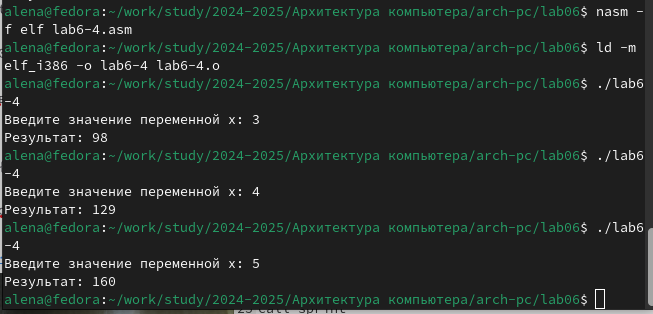 alena@fedora:~/work/study/2024-2025/Архитектура компьютера/arch-pc/lab06$ nasm -
f elf lab6-4.asm
alena@fedora:~/work/study/2024-2025/Архитектура компьютера/arch-pc/lab06$ ld -m
elf_i386 -o lab6-4 lab6-4.o
alena@fedora:~/work/study/2024-2025/Архитектура компьютера/arch-pc/lab06$ ./lab6
-4
Введите значение переменной x: 3
Результат: 98
alena@fedora:~/work/study/2024-2025/Архитектура компьютера/arch-pc/lab06$ ./lab6
-4
Введите значение переменной x: 4
Результат: 129
alena@fedora:~/work/study/2024-2025/Архитектура компьютера/arch-pc/lab06$ ./lab6
-4
Введите значение переменной x: 5
Результат: 160
alena@fedora:~/work/study/2024-2025/Архитектура компьютера/arch-pc/lab06$